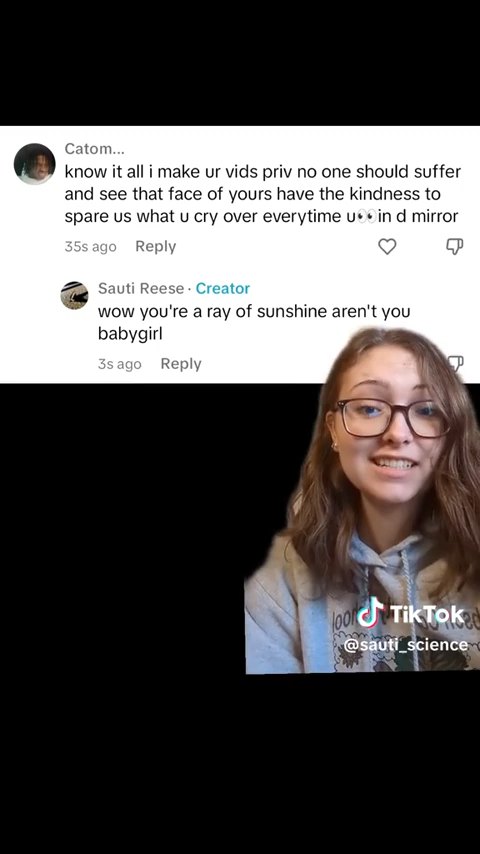 Catom...
know it all i make ur vids priv no one should suffer
and see that face of yours have the kindness to
spare us what u cry over everytime u👀in d mirror
35s ago Reply
Sauti Reese · Creator
wow you're a ray of sunshine aren't you
babygirl
3s ago Reply
TikTok
@sauti_science